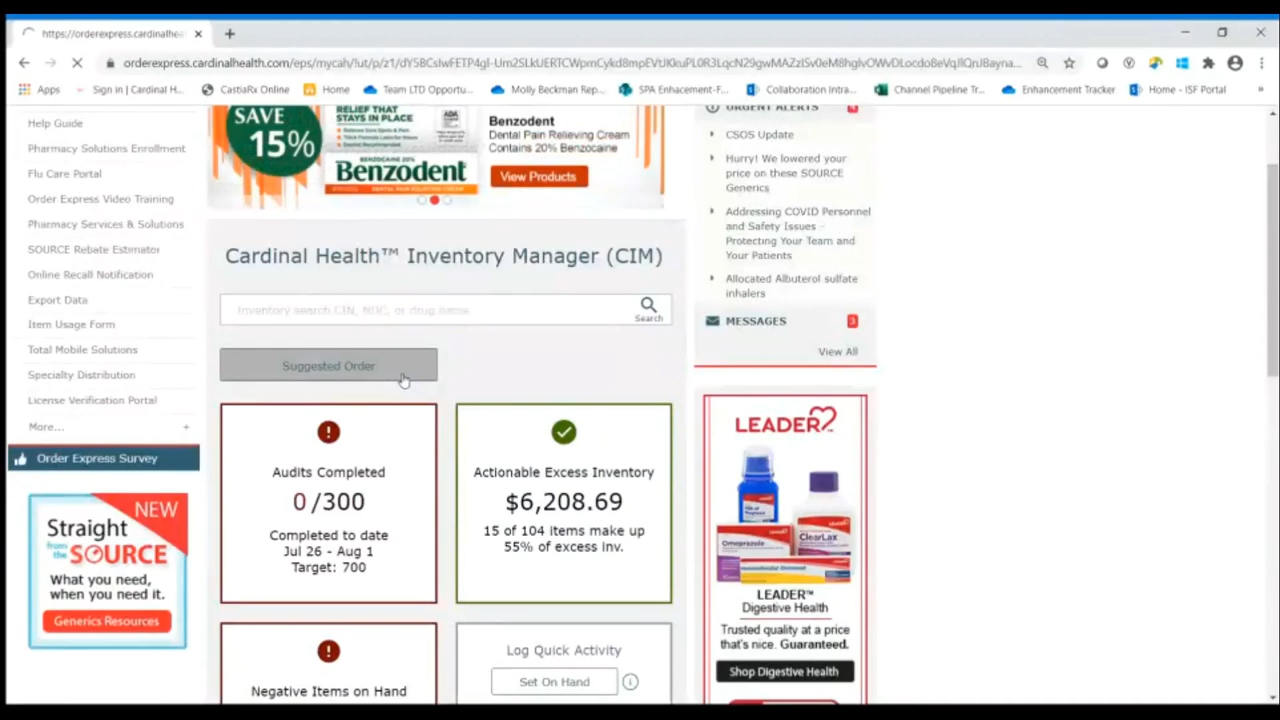 https://orderexpress.cardinalhea
orderexpress.cardinalhealth.com/eps/mycah/
Apps
Sign in | Cardinal H...
CastiaRx Online
Home
Team LTD Opportu...
Molly Beckman Rep...
SPA Enhacement-F...
Collaboration Intra...
Channel Pipeline Tr...
Enhancement Tracker
Home - ISF Portal
»
Help Guide
Pharmacy Solutions Enrollment
Flu Care Portal
Order Express Video Training
Pharmacy Services & Solutions
SOURCE Rebate Estimator
Online Recall Notification
Export Data
Item Usage Form
Total Mobile Solutions
Specialty Distribution
License Verification Portal
More... +
Order Express Survey
NEW
Straight
from the
SOURCE
What you need,
when you need it.
Generics Resources
SAVE
15%
RELIEF THAT
STAYS IN PLACE
ADA
BENZOCAINE 20%
Benzodent
Benzodent
Dental Pain Relieving Cream
Contains 20% Benzocaine
View Products
Cardinal Health™ Inventory Manager (CIM)
Inventory search CIN, NDC, or drug name
Search
Suggested Order
Audits Completed
0 /300
Completed to date
Jul 26 - Aug 1
Target: 700
Actionable Excess Inventory
$6,208.69
15 of 104 items make up
55% of excess inv.
Negative Items on Hand
Log Quick Activity
Set On Hand
URGENT ALERTS
CSOS Update
Hurry! We lowered your
price on these SOURCE
Generics
Addressing COVID Personnel
and Safety Issues –
Protecting Your Team and
Your Patients
Allocated Albuterol sulfate
inhalers
MESSAGES 3
View All
LEADER™
Omeprazole
ClearLax
LEADER™
Digestive Health
Trusted quality at a price
that's nice. Guaranteed.
Shop Digestive Health